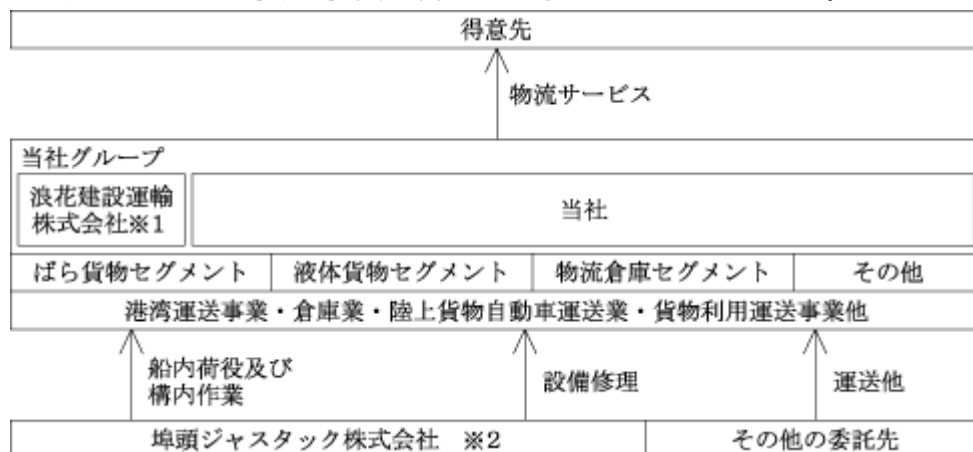 得意先
物流サービス
当社グループ
浪花建設運輸
株式会社※1
当社
ばら貨物セグメント
液体貨物セグメント
物流倉庫セグメント
その他
港湾運送事業・倉庫業・陸上貨物自動車運送業・貨物利用運送事業他
船内荷役及び
構内作業
設備修理
運送他
埠頭ジャスタック株式会社 ※2
その他の委託先